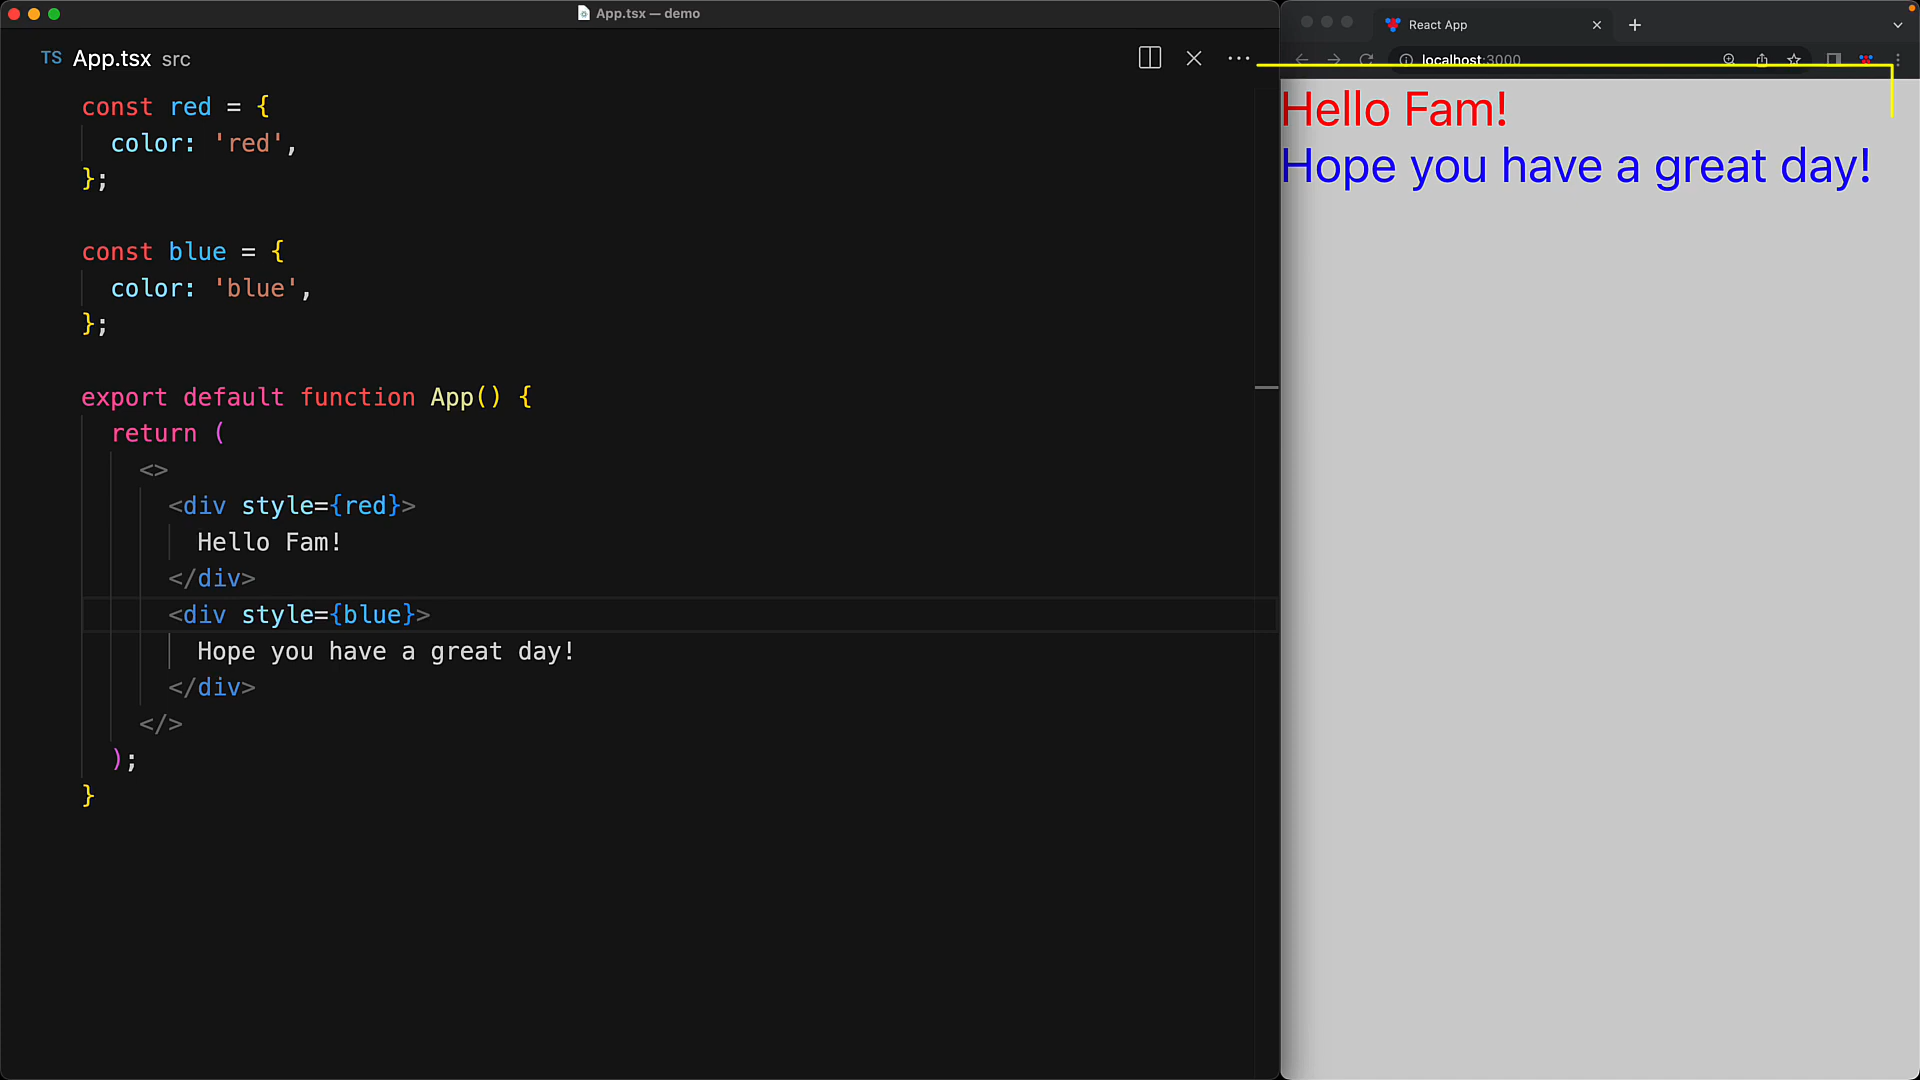 App.tsx — demo
TS App.tsx src
const red = {
color: 'red',
};
const blue = {
color: 'blue',
};
export default function App() {
return (
<>
<div style={red}>
Hello Fam!
</div>
<div style={blue}>
Hope you have a great day!
</div>
</>
);
}
React App
localhost:3000
Hello Fam!
Hope you have a great day!